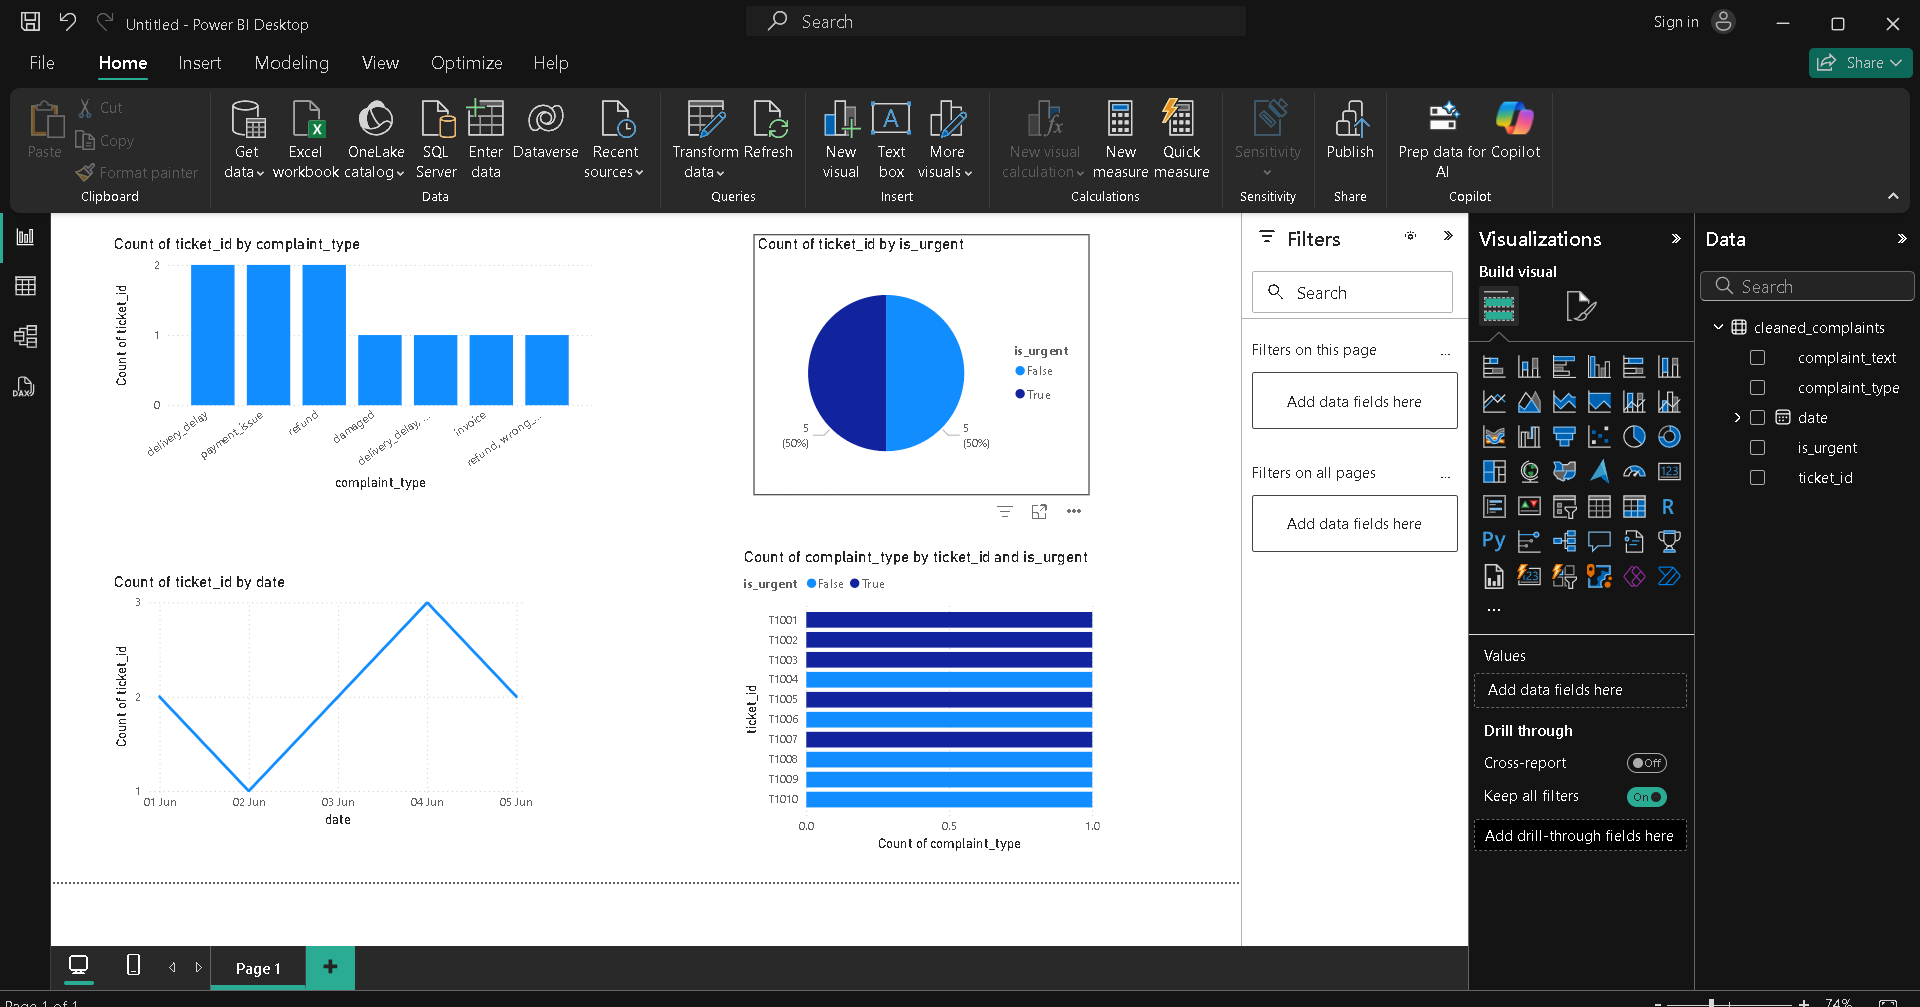 Untitled - Power BI Desktop
Search
Sign in
File
Home
Insert
Modeling
View
Optimize
Help
Share
Paste
Cut
Copy
Format painter
Clipboard
Get data
Excel workbook
OneLake catalog
SQL Server
Enter data
Dataverse
Recent sources
Data
Transform data
Refresh
Queries
New visual
Text box
More visuals
Insert
New visual calculation
New measure
Quick measure
Calculations
Sensitivity
Sensitivity
Publish
Share
Prep data for AI
Copilot
Copilot
Count of ticket_id by complaint_type
Count of ticket_id
2
1
0
delivery_delay
payment_issue
refund
damaged
delivery_delay, ...
invoice
refund, wrong_...
complaint_type
Count of ticket_id by is_urgent
5
(50%)
5
(50%)
is_urgent
False
True
Count of ticket_id by date
Count of ticket_id
3
2
1
01 Jun
02 Jun
03 Jun
04 Jun
05 Jun
date
Count of complaint_type by ticket_id and is_urgent
is_urgent
False
True
ticket_id
T1001
T1002
T1003
T1004
T1005
T1006
T1007
T1008
T1009
T1010
0.0
0.5
1.0
Count of complaint_type
Filters
Search
Filters on this page
...
Add data fields here
Filters on all pages
...
Add data fields here
Visualizations
Build visual
123
R
Py
123
...
Values
Add data fields here
Drill through
Cross-report
Off
Keep all filters
On
Add drill-through fields here
Data
Search
cleaned_complaints
complaint_text
complaint_type
date
is_urgent
ticket_id
DAX
Page 1
Page 1 of 1
74%